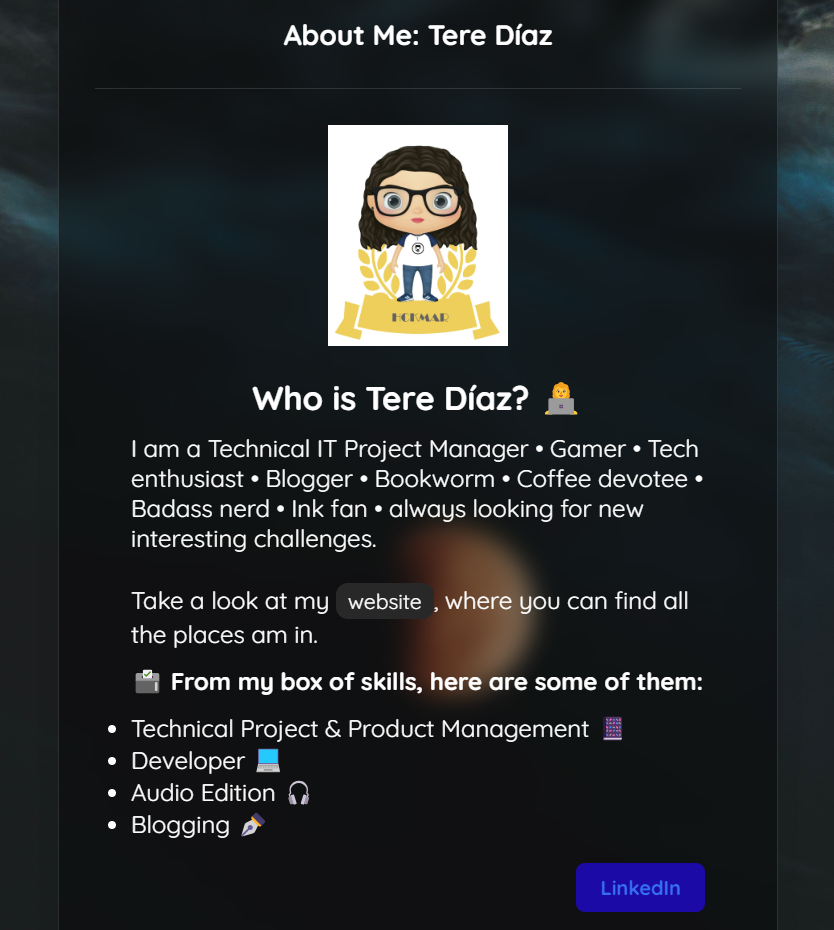 About Me: Tere Díaz
HCKMAR
Who is Tere Díaz?
I am a Technical IT Project Manager • Gamer • Tech
enthusiast • Blogger • Bookworm • Coffee devotee •
Badass nerd • Ink fan • always looking for new
interesting challenges.
Take a look at my website, where you can find all
the places am in.
From my box of skills, here are some of them:
• Technical Project & Product Management
• Developer
• Audio Edition
• Blogging
LinkedIn